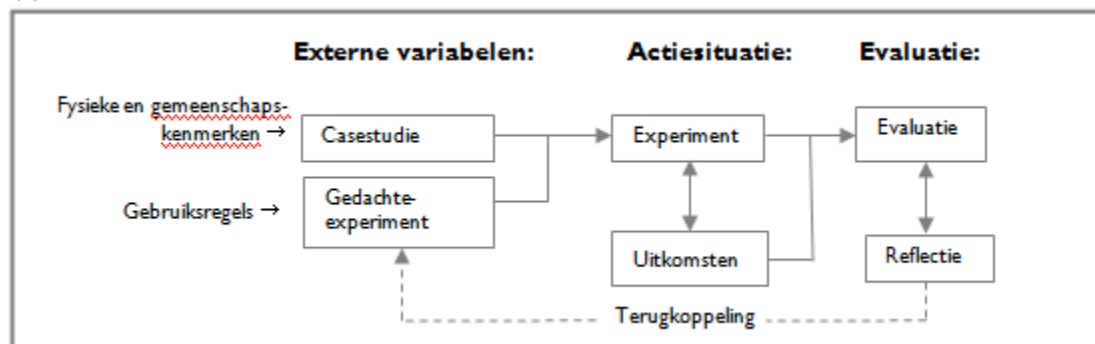 Externe variabelen:
Actiesituatie:
Evaluatie:
Fysieke en gemeenschaps-
kenmerken →
Casestudie
Experiment
Evaluatie
Gebruiksregels →
Gedachte-
experiment
Uitkomsten
Reflectie
Terugkoppeling